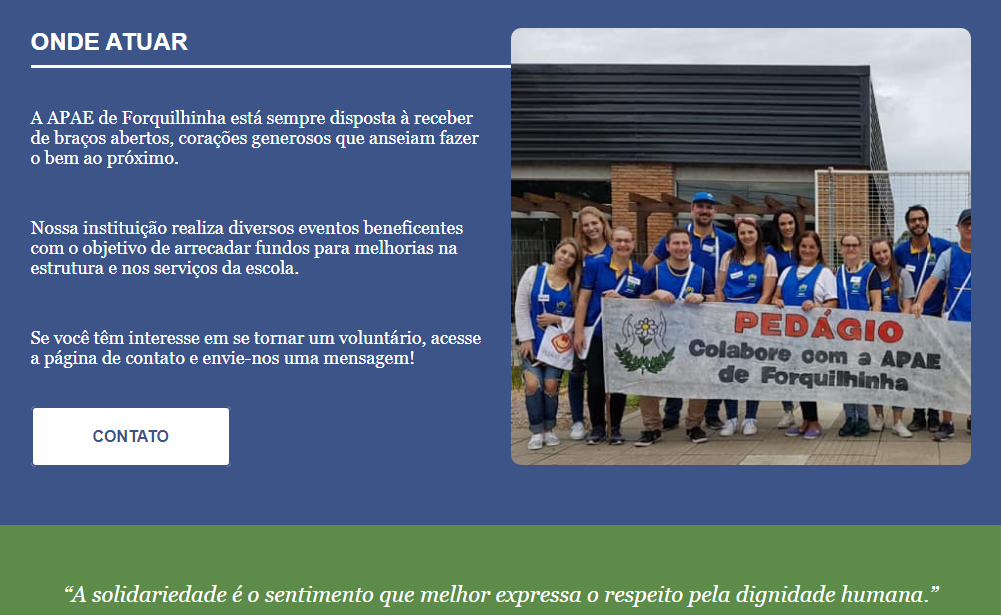 ONDE ATUAR
A APAE de Forquilhinha está sempre disposta à receber
de braços abertos, corações generosos que anseiam fazer
o bem ao próximo.
Nossa instituição realiza diversos eventos beneficentes
com o objetivo de arrecadar fundos para melhorias na
estrutura e nos serviços da escola.
Se você têm interesse em se tornar um voluntário, acesse
a página de contato e envie-nos uma mensagem!
CONTATO
PEDÁGIO
Colabore com a APAE
de Forquilhinha
“A solidariedade é o sentimento que melhor expressa o respeito pela dignidade humana.”